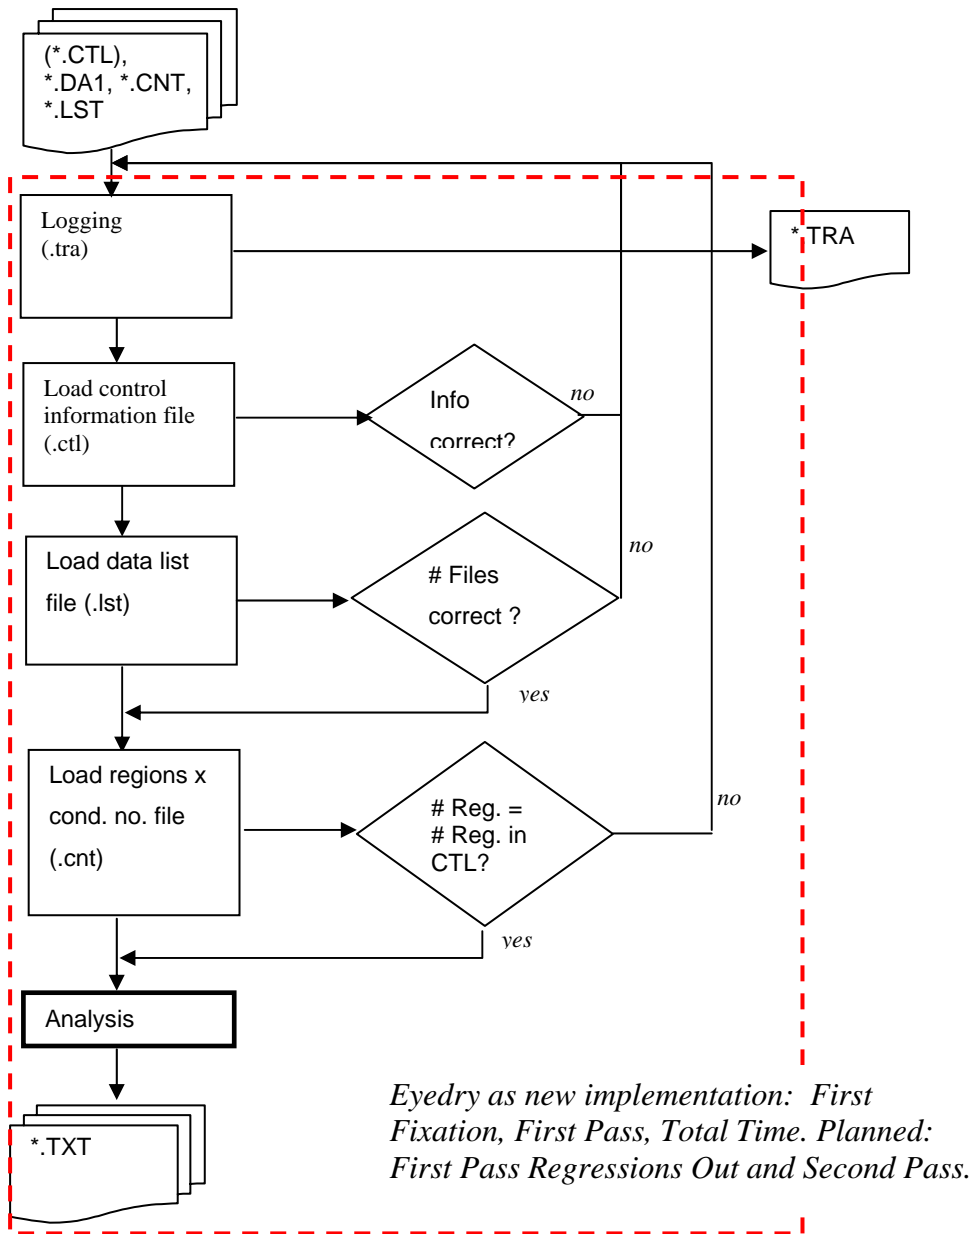 (*.CTL),
*.DA1, *.CNT,
*.LST
Logging
(.tra)
*.TRA
Load control
information file
(.ctl)
Info
correct?
no
Load data list
file (.lst)
# Files
correct ?
no
yes
Load regions x
cond. no. file
(.cnt)
# Reg. =
# Reg. in
CTL?
no
yes
Analysis
*.TXT
Eyedry as new implementation: First
Fixation, First Pass, Total Time. Planned:
First Pass Regressions Out and Second Pass.